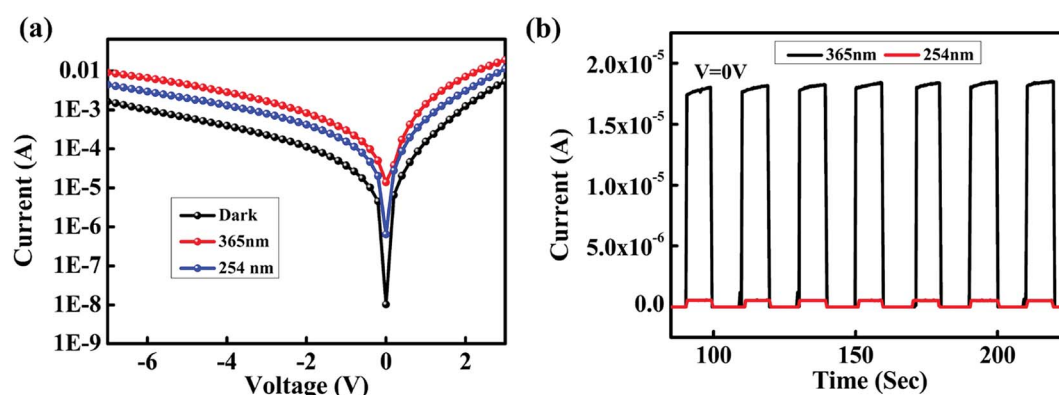 (a)
Current (A)
0.01
1E-3
1E-4
1E-5
1E-6
1E-7
1E-8
1E-9
Dark
365nm
254 nm
-6
-4
-2
0
2
Voltage (V)
(b)
Current (A)
2.0x10⁻⁵
1.5x10⁻⁵
1.0x10⁻⁵
5.0x10⁻⁶
0.0
365nm 254nm
V=0V
100
150
200
Time (Sec)